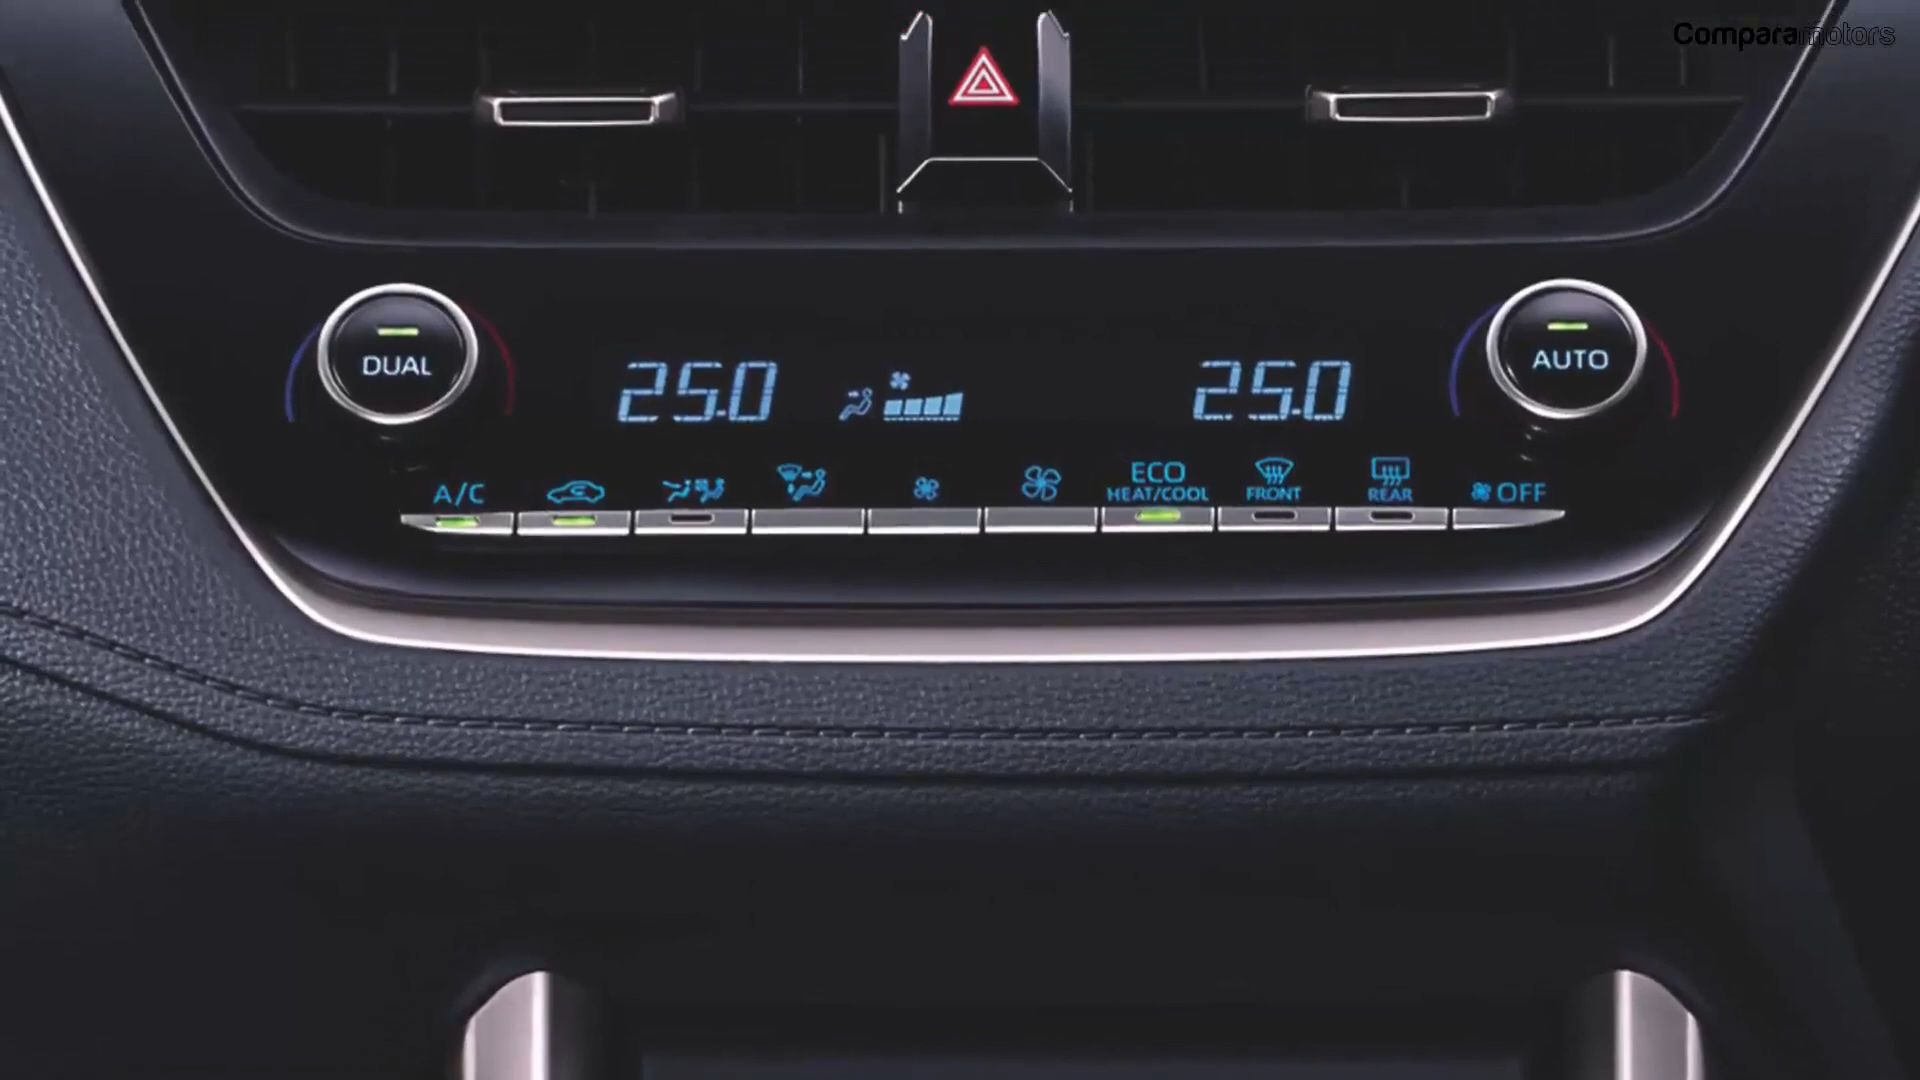 Comparamotors
DUAL
25.0
25.0
AUTO
A/C
ECO
HEAT/COOL
FRONT
REAR
OFF